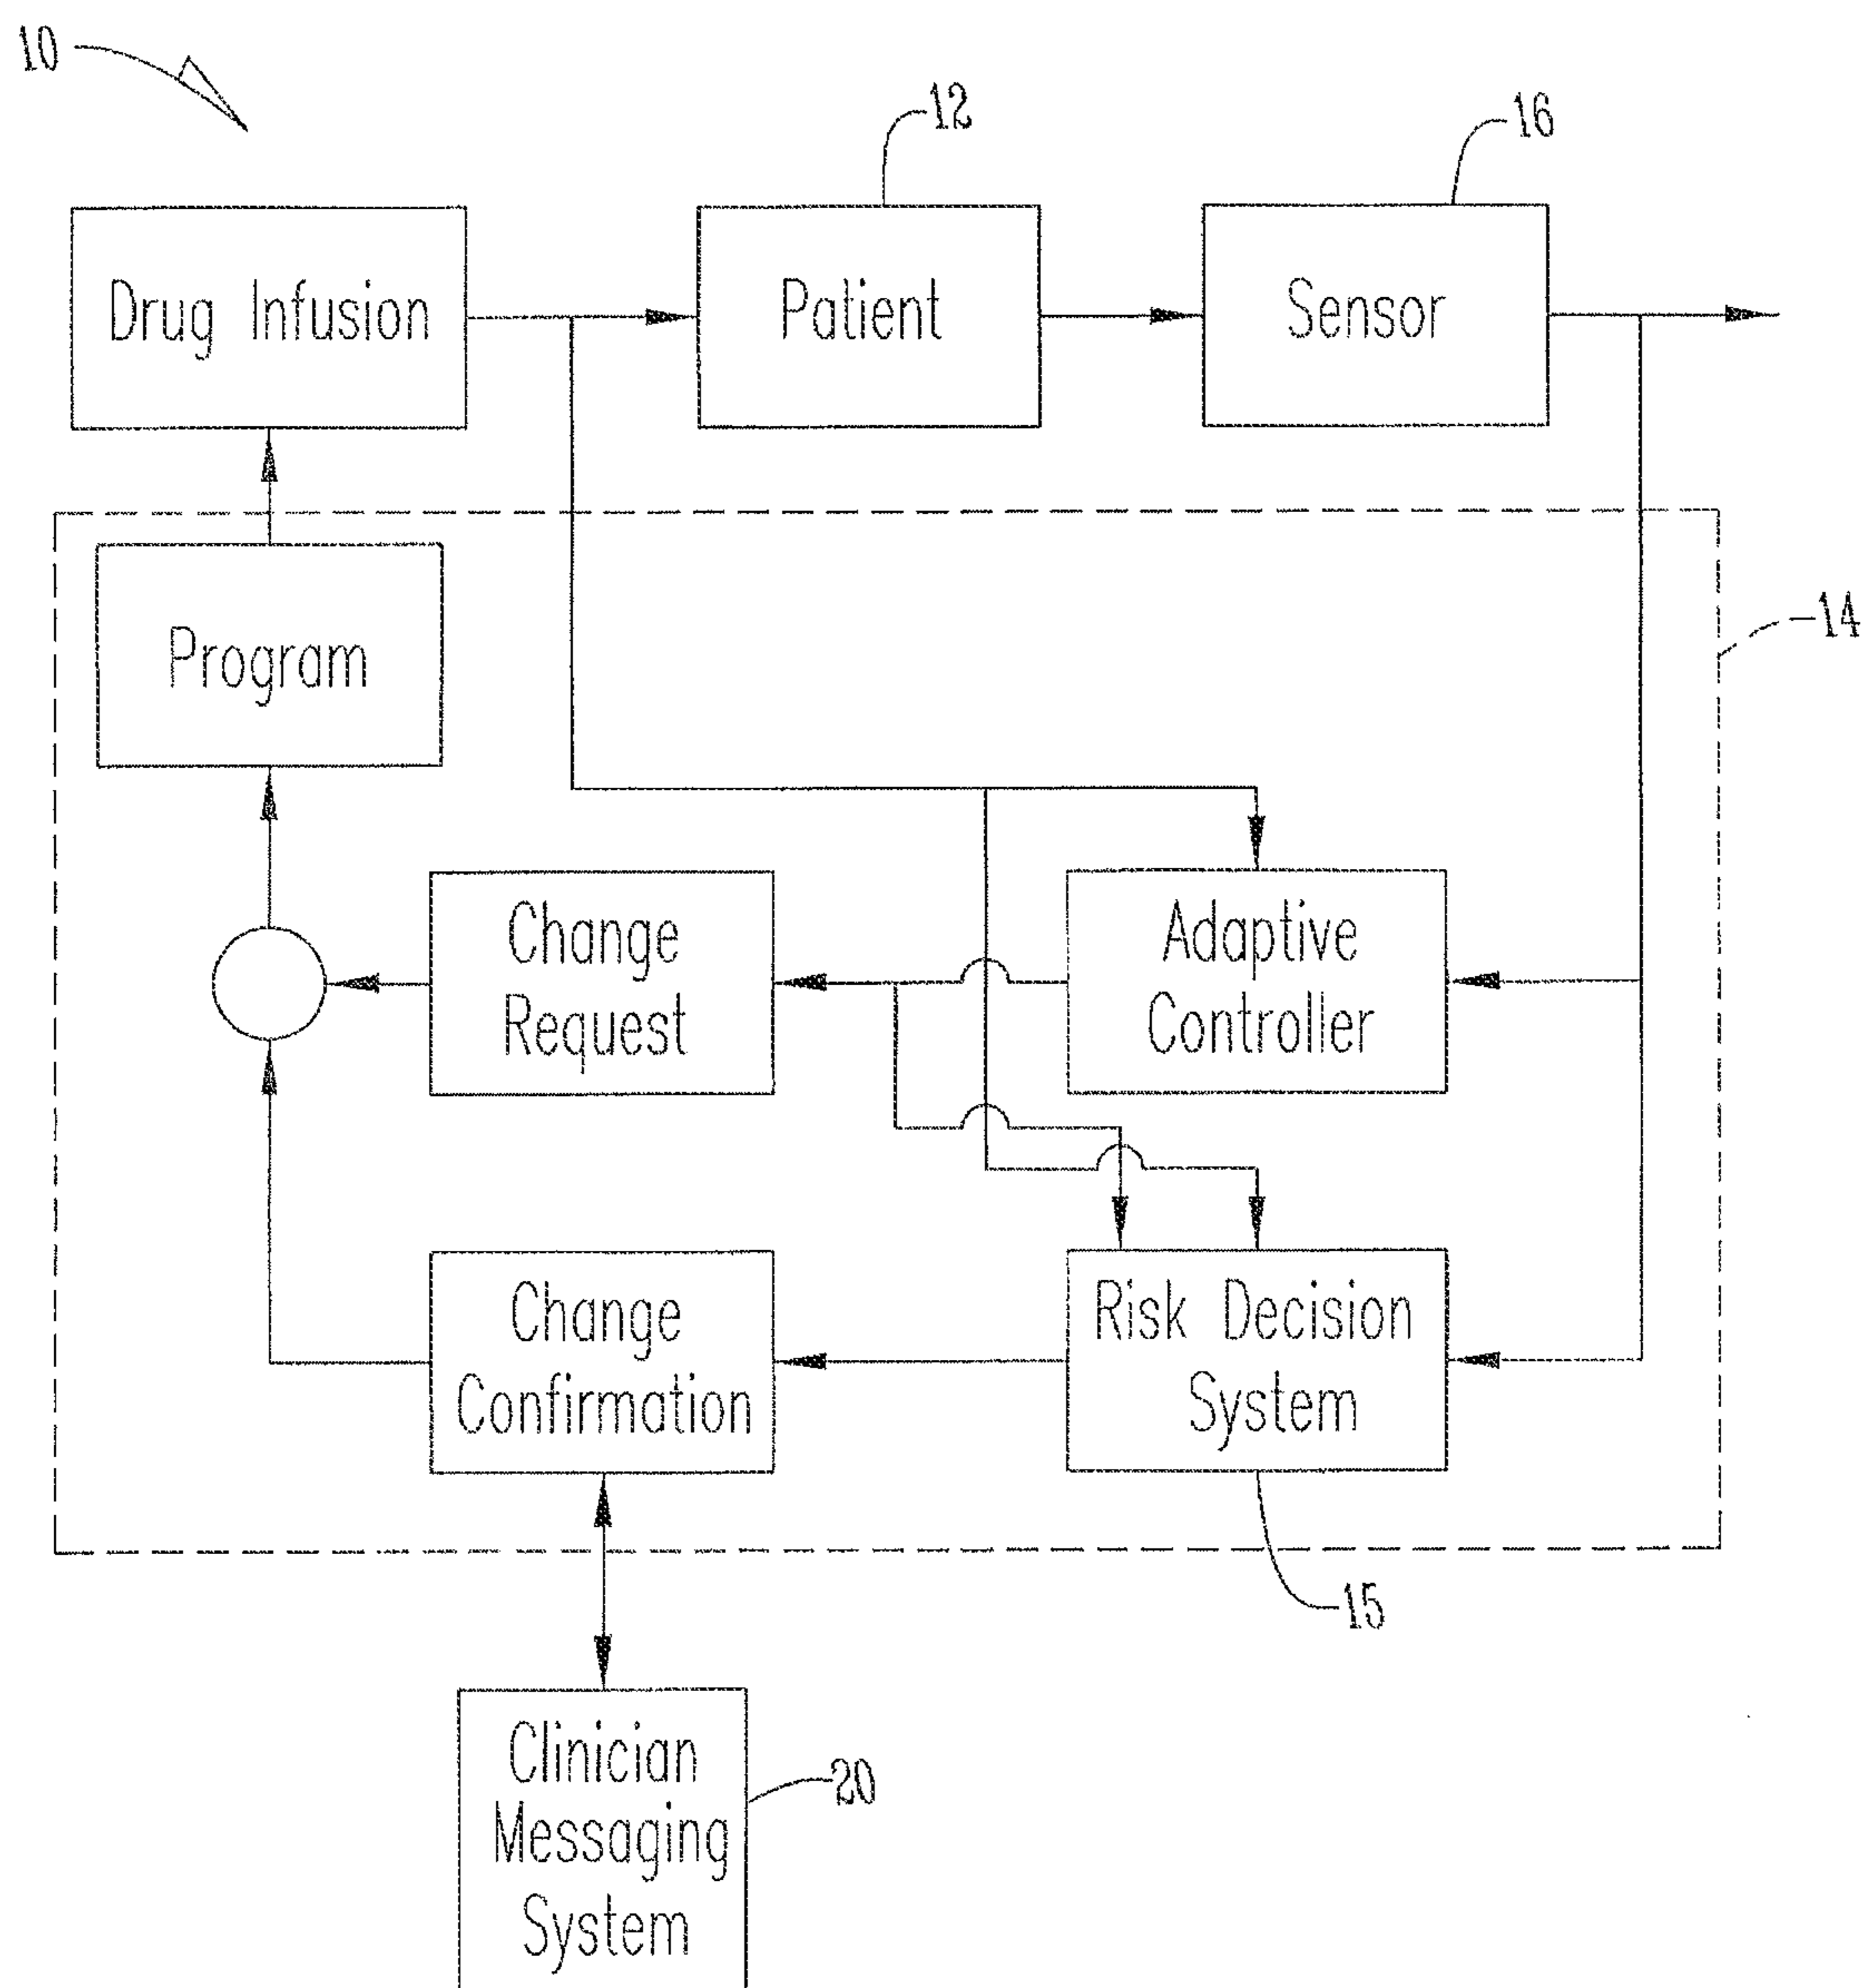 10
12
16
Drug Infusion
Patient
Sensor
14
Program
Change
Request
Adaptive
Controller
Change
Confirmation
Risk Decision
System
15
Clinician
Messaging
System
20